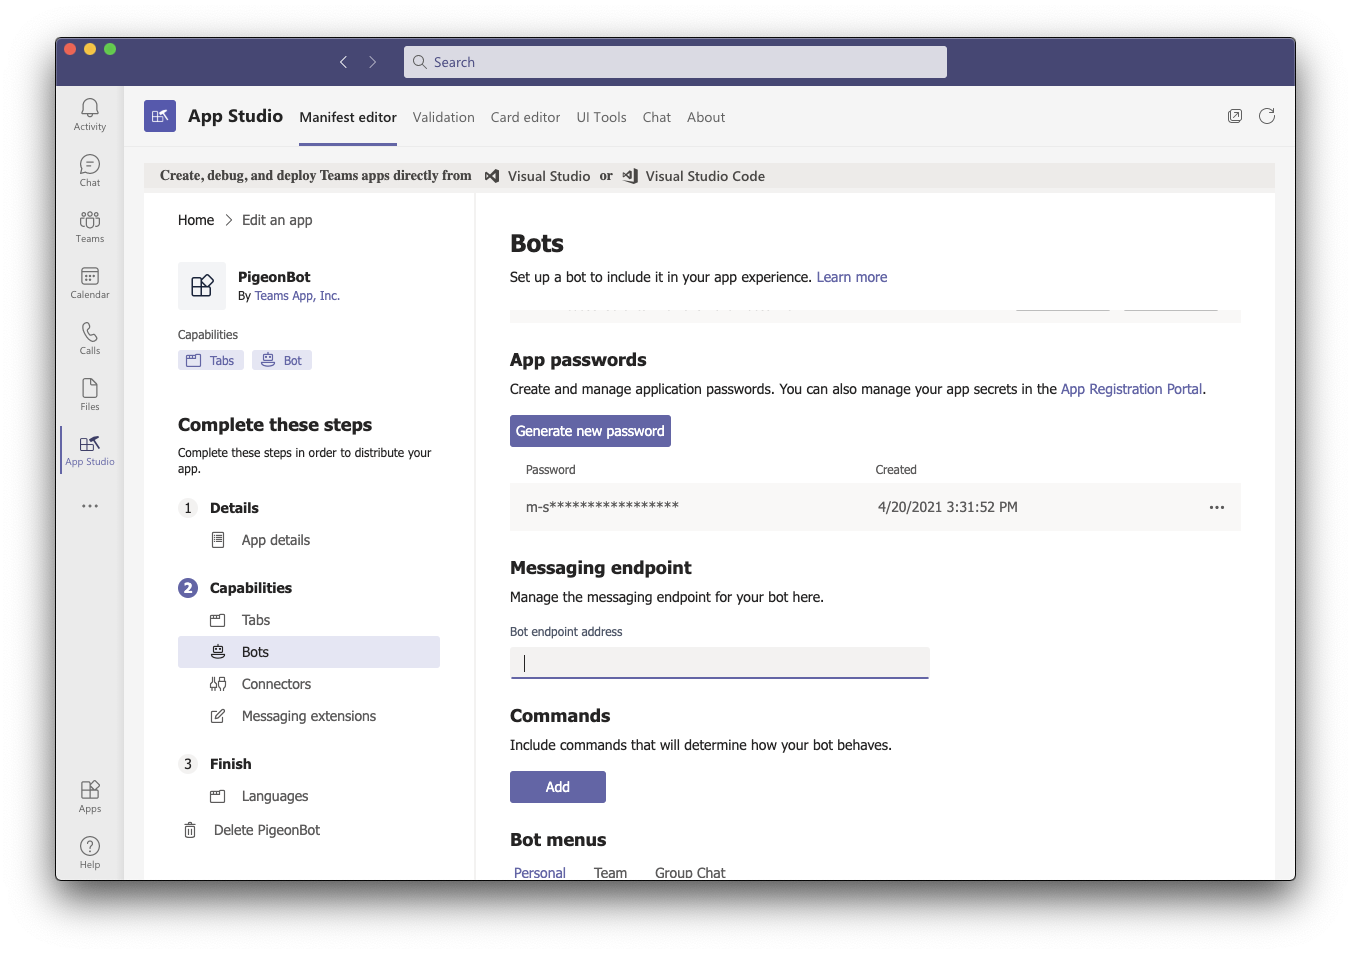 Search
Activity
Chat
Teams
Calendar
Calls
Files
App Studio
Apps
Help
App Studio
Manifest editor
Validation
Card editor
UI Tools
Chat
About
Create, debug, and deploy Teams apps directly from Visual Studio or Visual Studio Code
Home > Edit an app
PigeonBot
By Teams App, Inc.
Capabilities
Tabs
Bot
Complete these steps
Complete these steps in order to distribute your
app.
1 Details
App details
2 Capabilities
Tabs
Bots
Connectors
Messaging extensions
3 Finish
Languages
Delete PigeonBot
Bots
Set up a bot to include it in your app experience. Learn more
App passwords
Create and manage application passwords. You can also manage your app secrets in the App Registration Portal.
Generate new password
Password Created
m-s***************** 4/20/2021 3:31:52 PM
Messaging endpoint
Manage the messaging endpoint for your bot here.
Bot endpoint address
Commands
Include commands that will determine how your bot behaves.
Add
Bot menus
Personal Team Group Chat